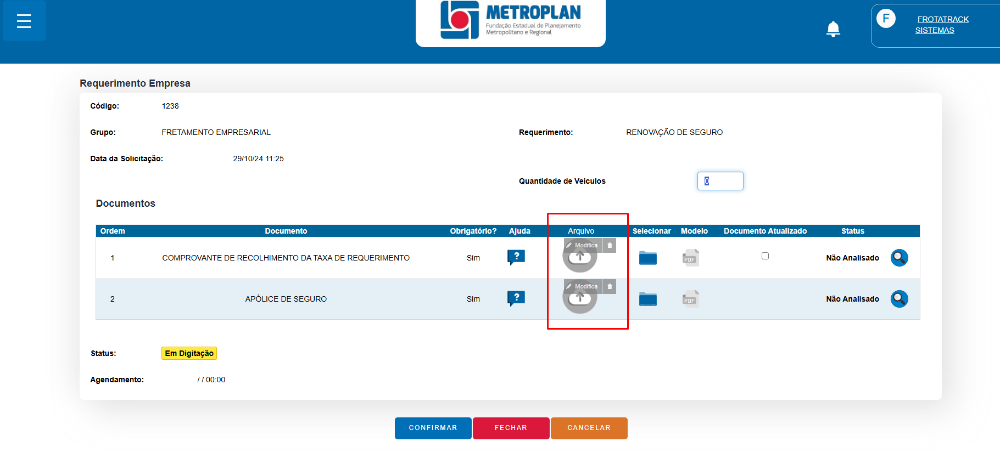 ☰
METROPLAN
Fundação Estadual de Planejamento
Metropolitano e Regional
F
FROTATRACK
SISTEMAS
Requerimento Empresa
Código: 1238
Grupo: FRETAMENTO EMPRESARIAL Requerimento: RENOVAÇÃO DE SEGURO
Data da Solicitação: 29/10/24 11:25
Quantidade de Veiculos 0
Documentos
Ordem Documento Obrigatório? Ajuda Arquivo Selecionar Modelo Documento Atualizado Status
1 COMPROVANTE DE RECOLHIMENTO DA TAXA DE REQUERIMENTO Sim ? Modifica PDF Não Analisado
2 APÓLICE DE SEGURO Sim ? Modifica PDF Não Analisado
Status: Em Digitação
Agendamento: / / 00:00
CONFIRMAR FECHAR CANCELAR